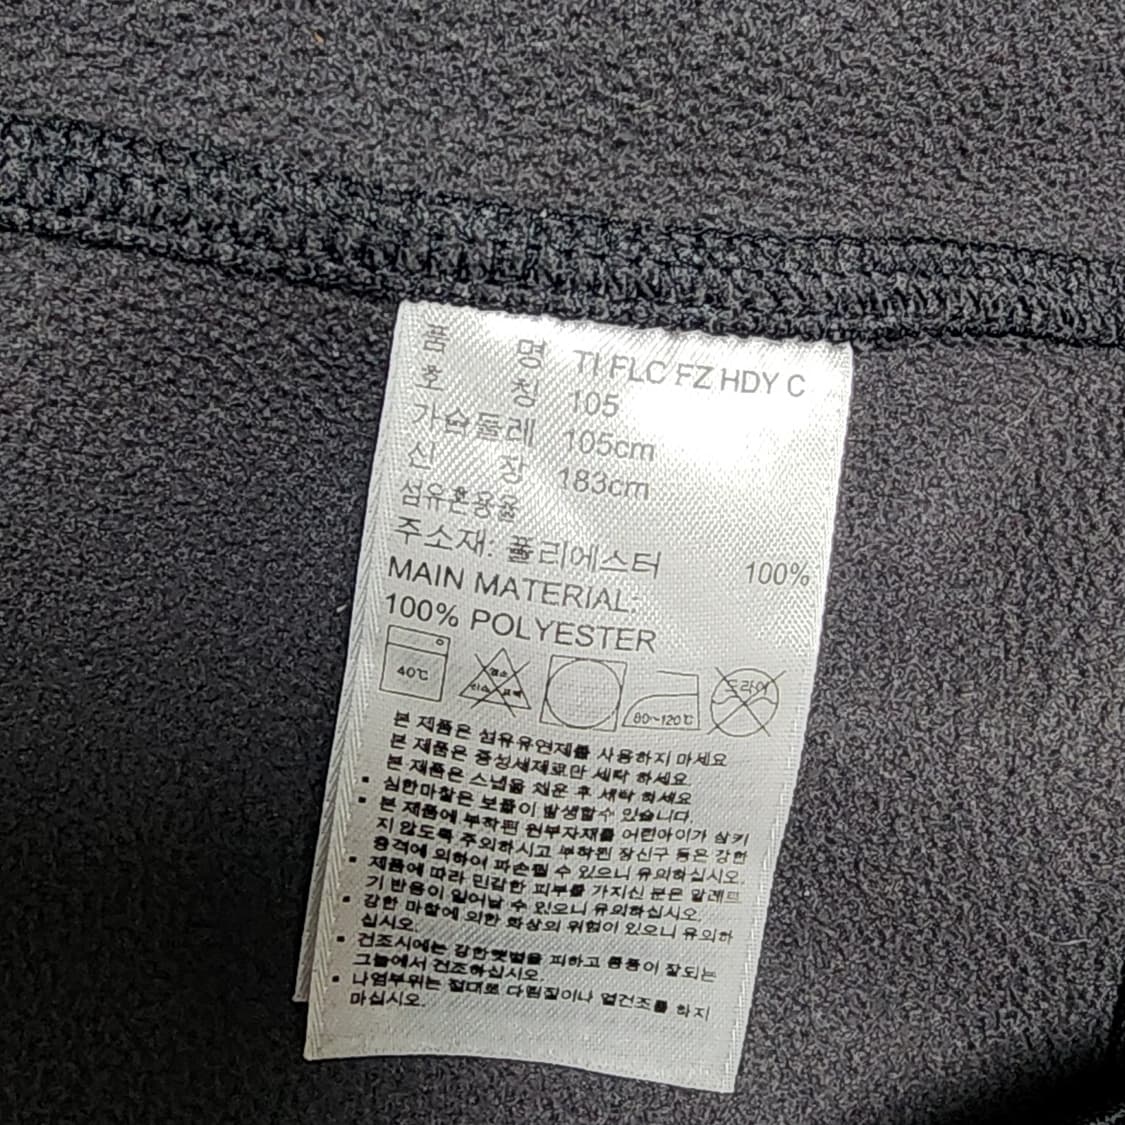 품 명 TI FLC FZ HDY C
호 칭 105
가슴둘레 105cm
신 장 183cm
섬유혼용율
주소재: 폴리에스터 100%
MAIN MATERIAL:
100% POLYESTER
40℃ 염소 산소 표백 80~120℃ 드라이
본 제품은 섬유유연제를 사용하지 마세요
본 제품은 중성세제로만 세탁 하세요
본 제품은 스냅을 채운 후 세탁 하세요
▪ 심한마찰은 보풀이 발생할수 있습니다.
▪ 본 제품에 부착된 원부자재를 어린아이가 삼키
지 않도록 주의하시고 부착된 장신구 등은 강한
충격에 의하여 파손될 수 있으니 유의하십시오.
▪ 제품에 따라 민감한 피부를 가지신 분은 알레르
기 반응이 일어날 수 있으니 유의하십시오.
▪ 강한 마찰에 의한 화상의 위험이 있으니 유의하
십시오.
▪ 건조시에는 강한햇볕을 피하고 통풍이 잘되는
그늘에서 건조하십시오.
▪ 나염부위는 절대로 다림질이나 열건조를 하지
마십시오.